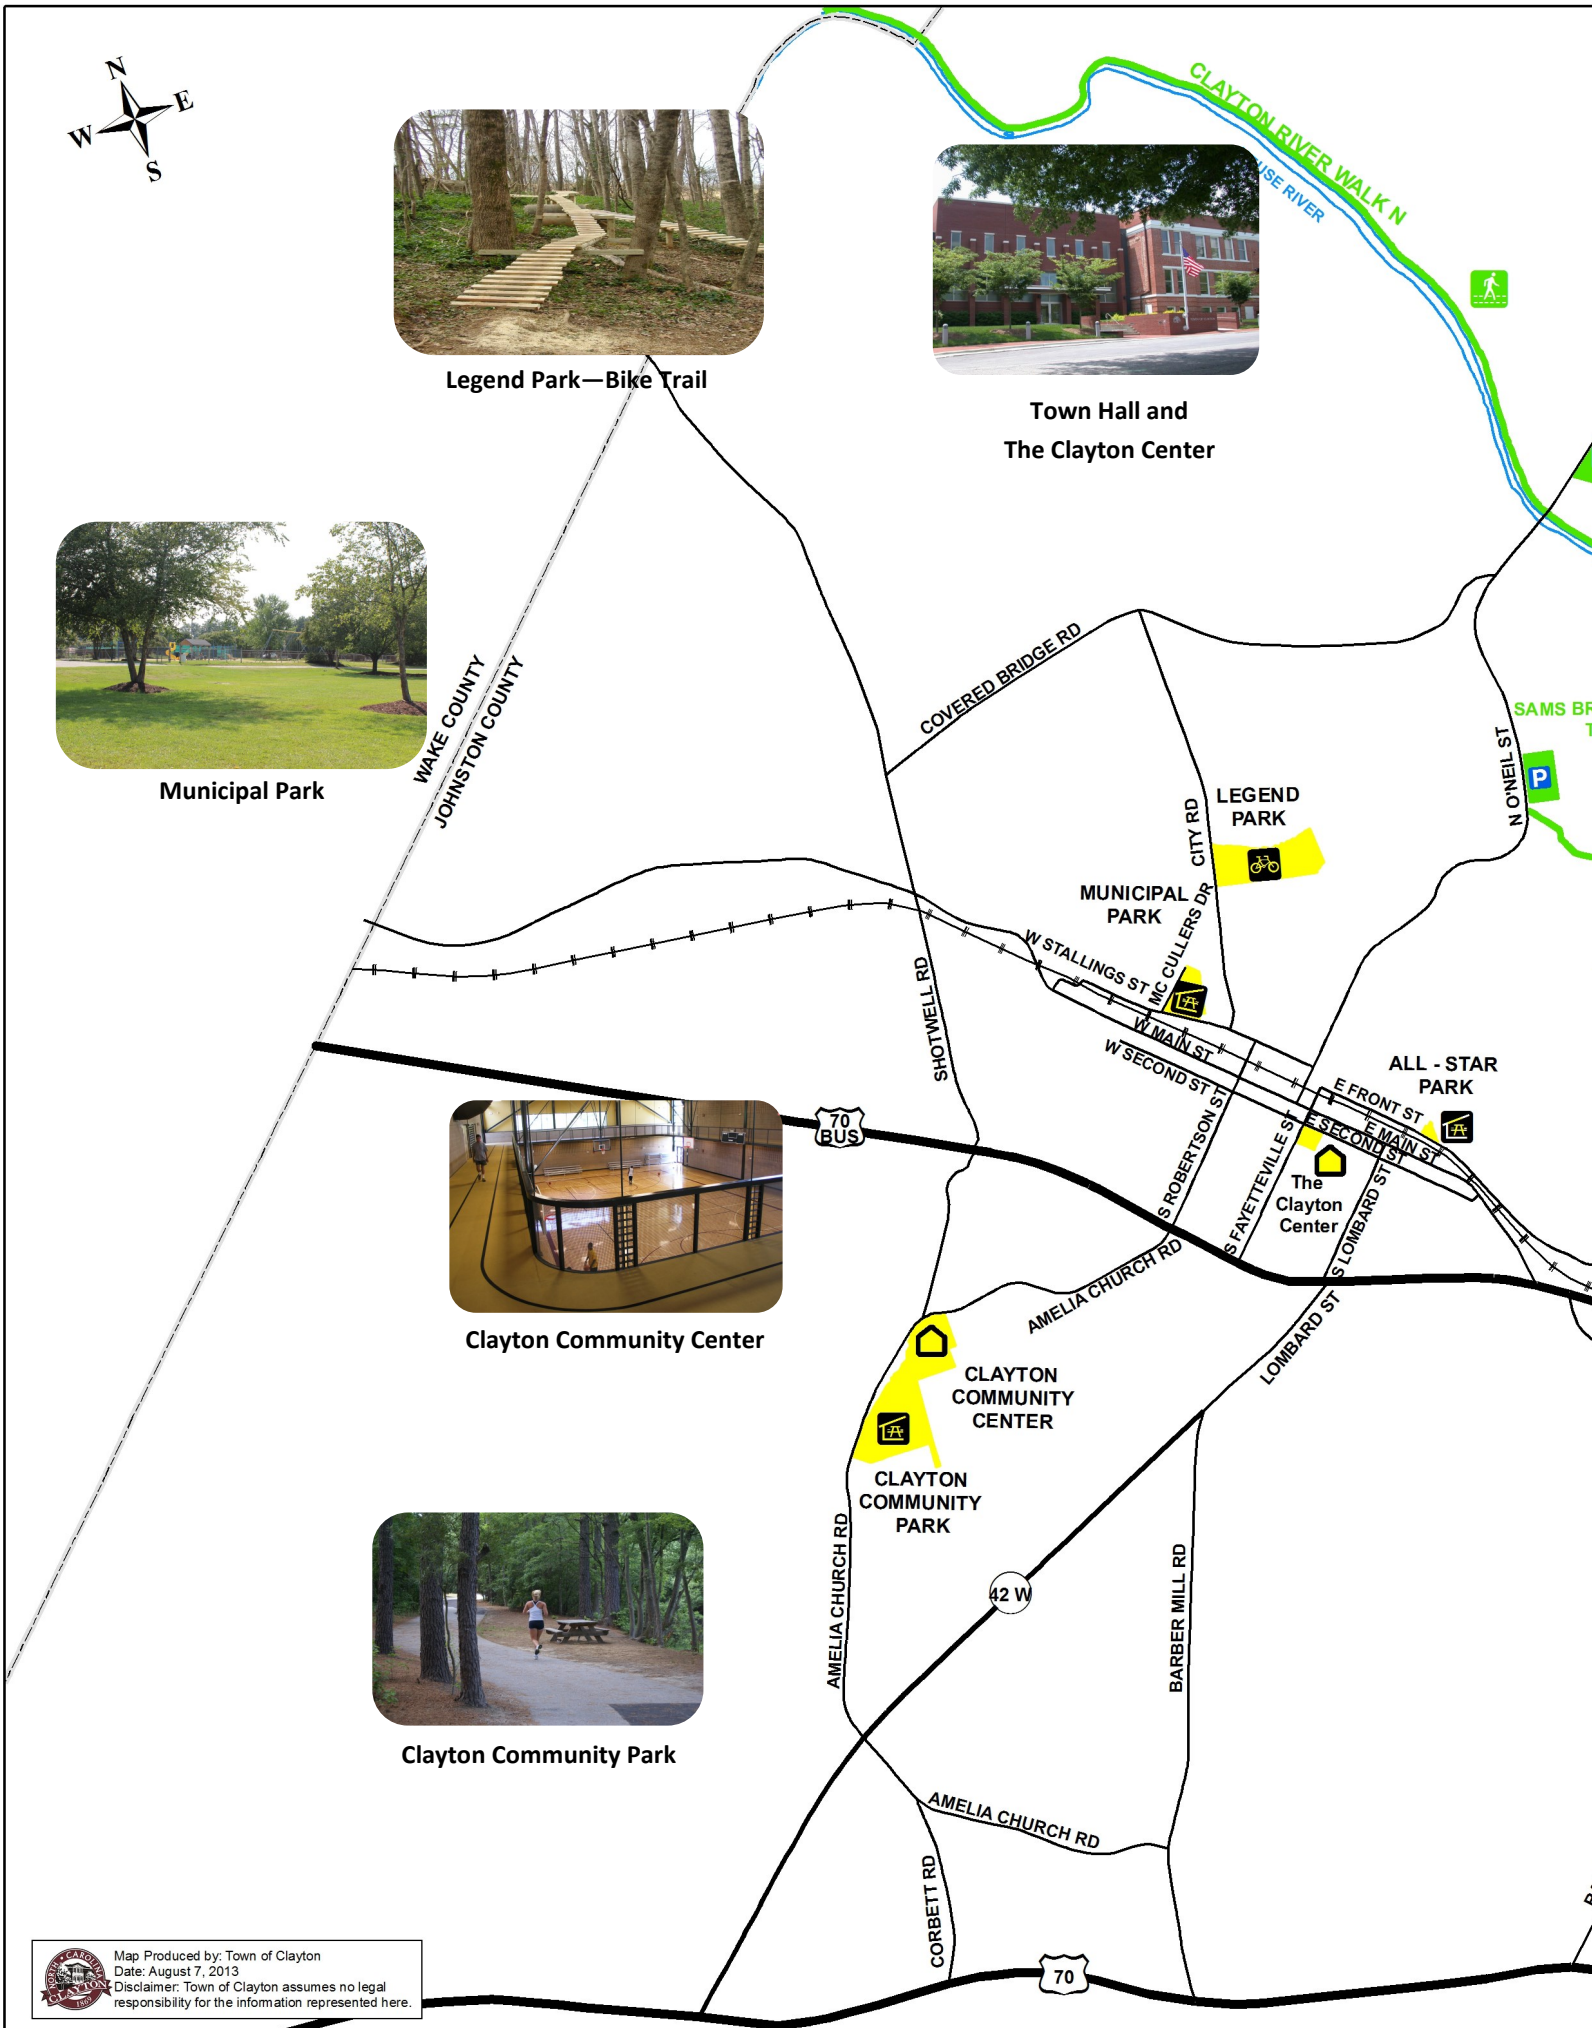 N
E
W
S
CLAYTON RIVER WALK N
USE RIVER
Legend Park—Bike Trail
Town Hall and
The Clayton Center
Municipal Park
WAKE COUNTY
JOHNSTON COUNTY
COVERED BRIDGE RD
SAMS BR
T
N O'NEIL ST
P
LEGEND
PARK
CITY RD
MUNICIPAL
PARK
MC CULLERS DR
W STALLINGS ST
SHOTWELL RD
W MAIN ST
W SECOND ST
ALL - STAR
PARK
E FRONT ST
E MAIN ST
E SECOND ST
70
BUS
S ROBERTSON ST
S FAYETTEVILLE ST
The
Clayton
Center
S LOMBARD ST
AMELIA CHURCH RD
LOMBARD ST
Clayton Community Center
CLAYTON
COMMUNITY
CENTER
CLAYTON
COMMUNITY
PARK
AMELIA CHURCH RD
42 W
BARBER MILL RD
Clayton Community Park
AMELIA CHURCH RD
CORBETT RD
70
NORTH CAROLINA
CLAYTON
1869
Map Produced by: Town of Clayton
Date: August 7, 2013
Disclaimer: Town of Clayton assumes no legal
responsibility for the information represented here.